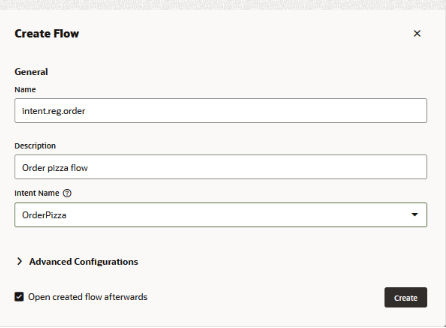 Create Flow
General
Name
intent.reg.order
Description
Order pizza flow
Intent Name
OrderPizza
Advanced Configurations
Open created flow afterwards
Create